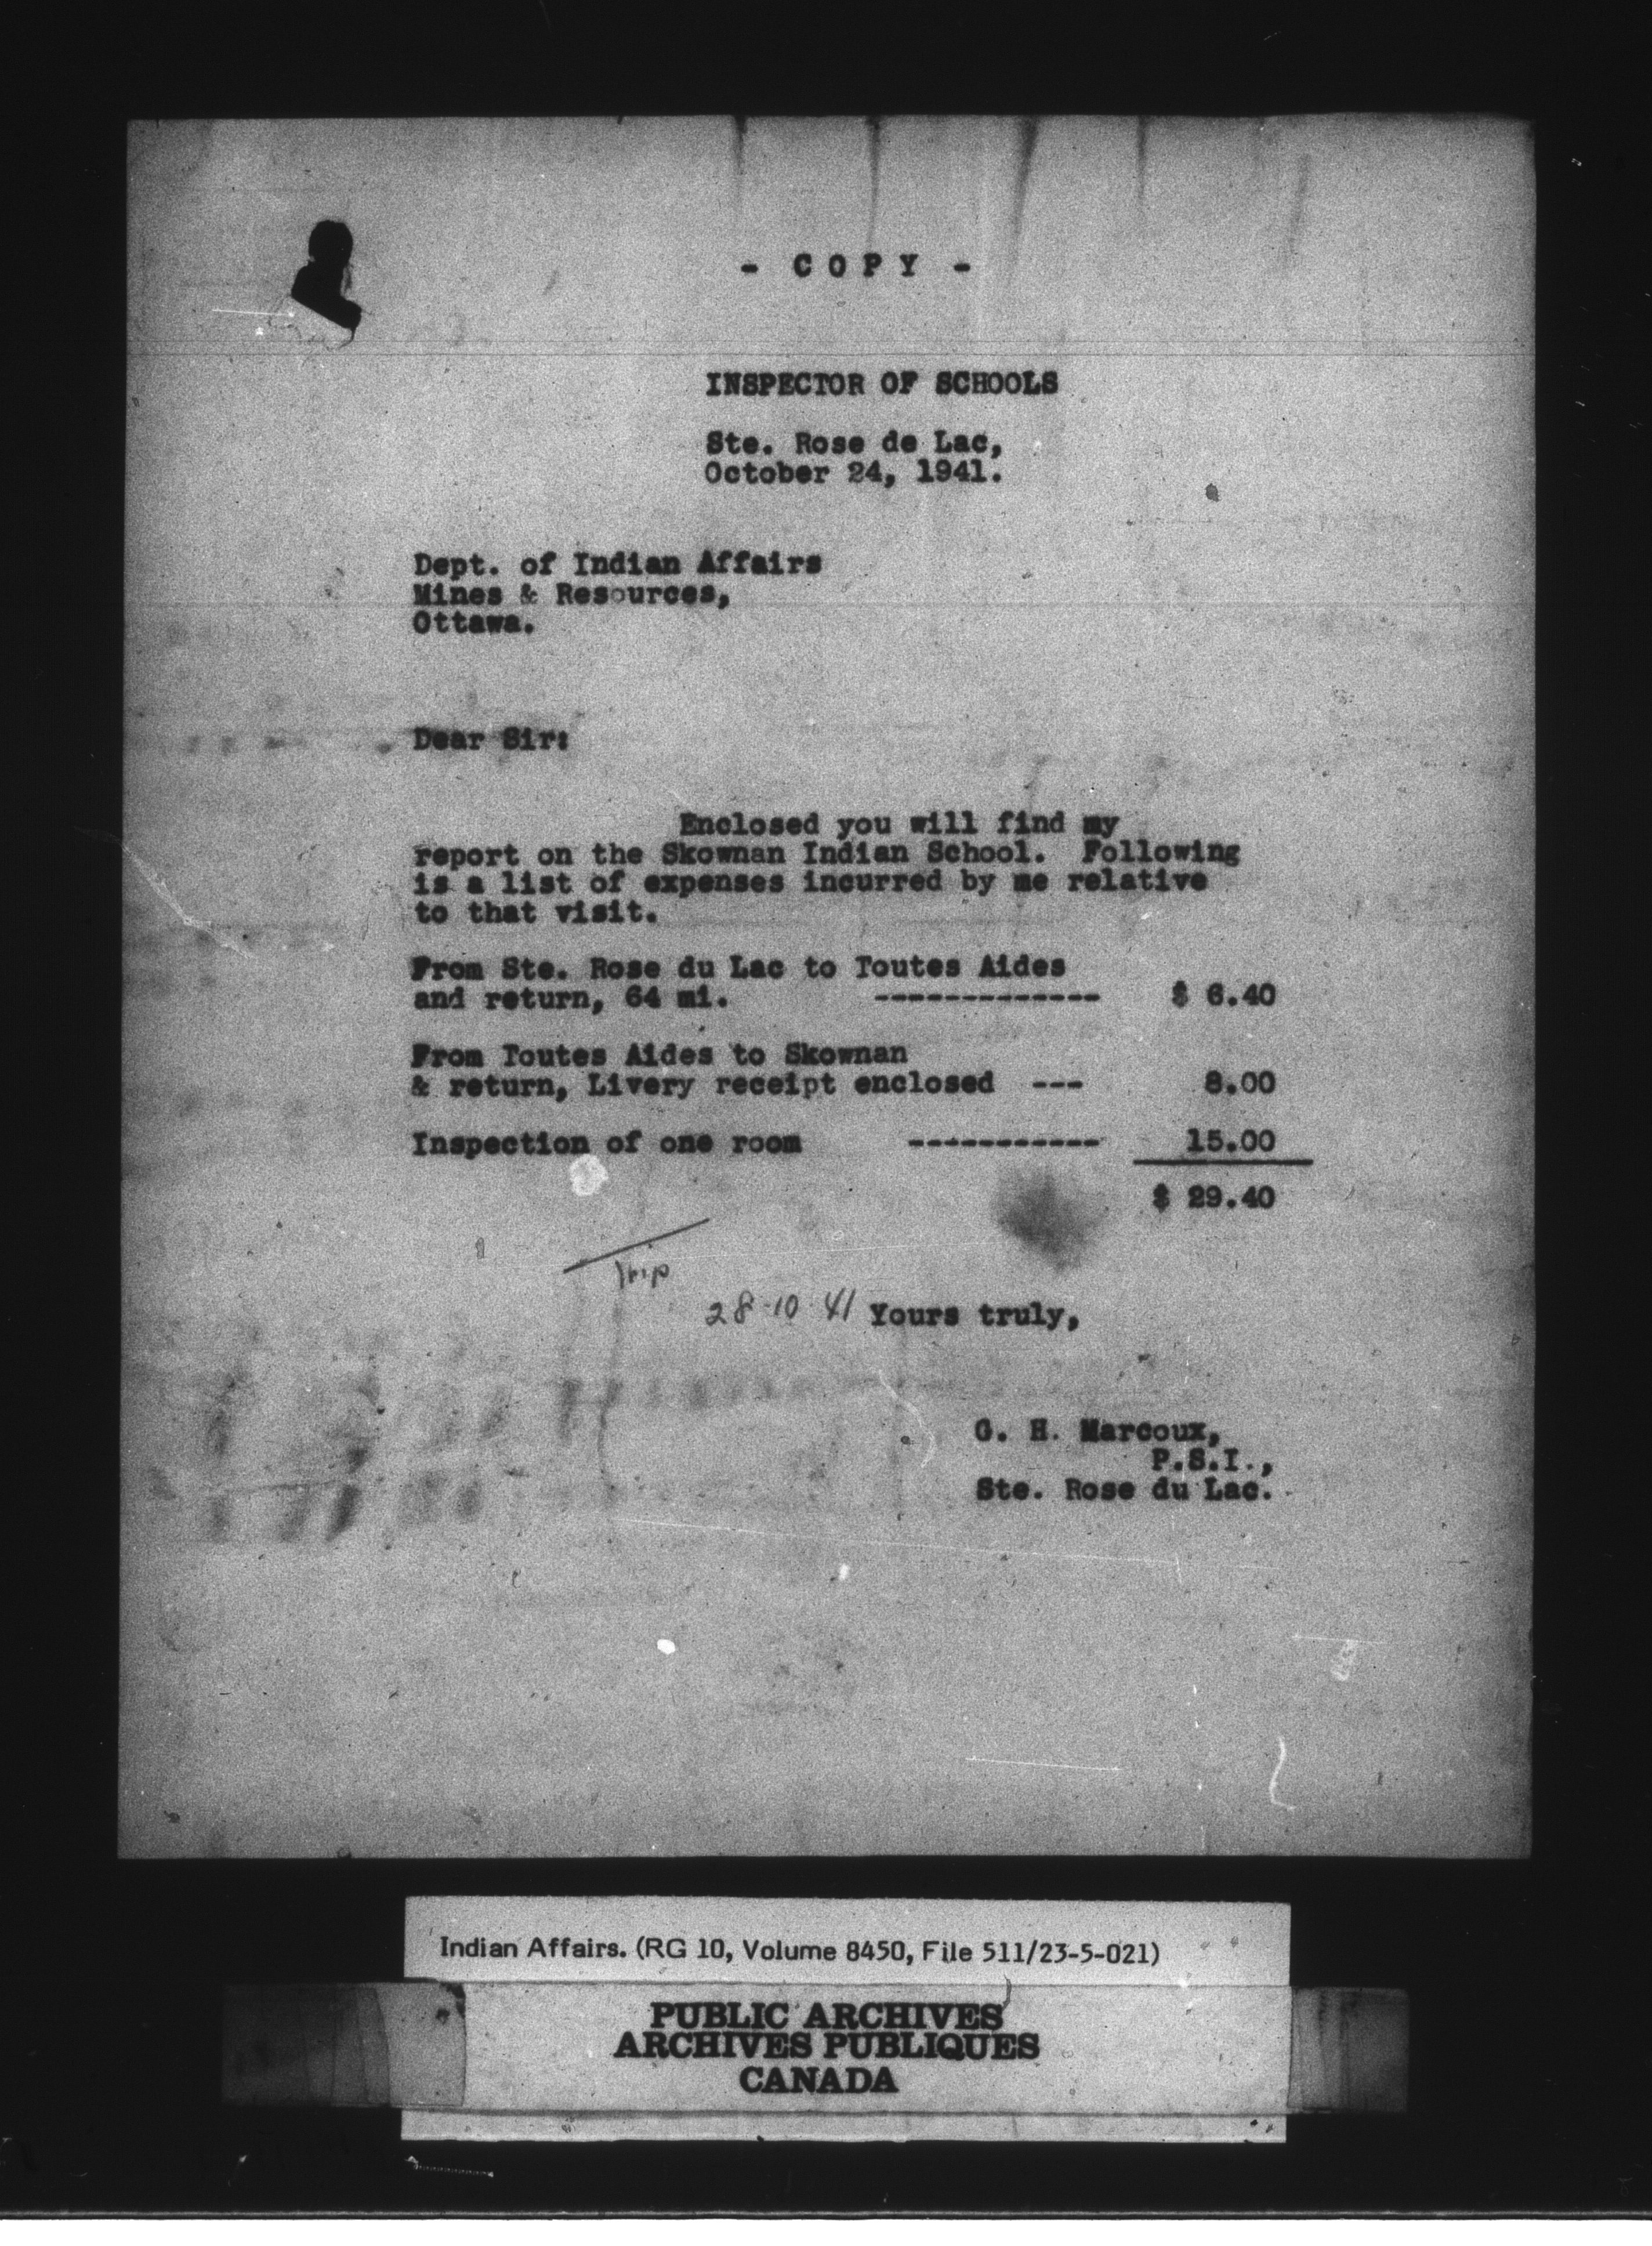 - C O P Y -
INSPECTOR OF SCHOOLS
Ste. Rose de Lac,
October 24, 1941.
Dept. of Indian Affairs
Mines & Resources,
Ottawa.
Dear Sir:
Enclosed you will find my
report on the Skownan Indian School. Following
is a list of expenses incurred by me relative
to that visit.
From Ste. Rose du Lac to Toutes Aides
and return, 64 mi. ------------- $ 6.40
From Toutes Aides to Skownan
& return, Livery receipt enclosed --- 8.00
Inspection of one room ----------- 15.00
$ 29.40
28-10-41 Yours truly,
G. H. Marcoux,
P.S.I.,
Ste. Rose du Lac.
Indian Affairs. (RG 10, Volume 8450, File 511/23-5-021)
PUBLIC ARCHIVES
ARCHIVES PUBLIQUES
CANADA